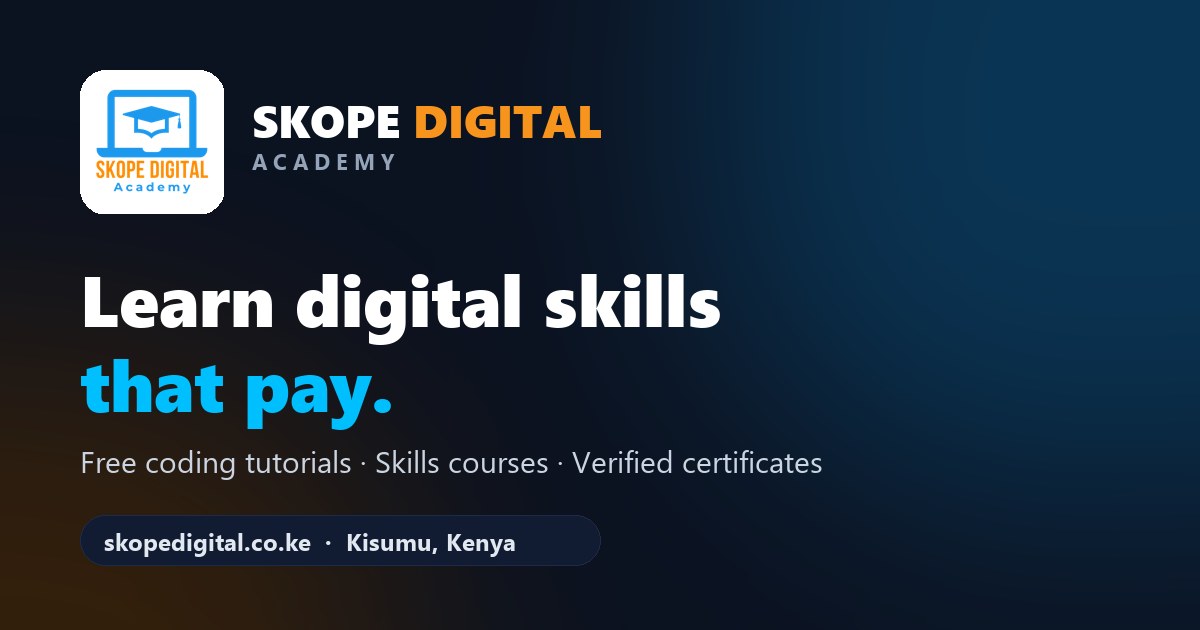 SKOPE DIGITAL
Academy
SKOPE DIGITAL
ACADEMY
Learn digital skills
that pay.
Free coding tutorials · Skills courses · Verified certificates
skopedigital.co.ke · Kisumu, Kenya